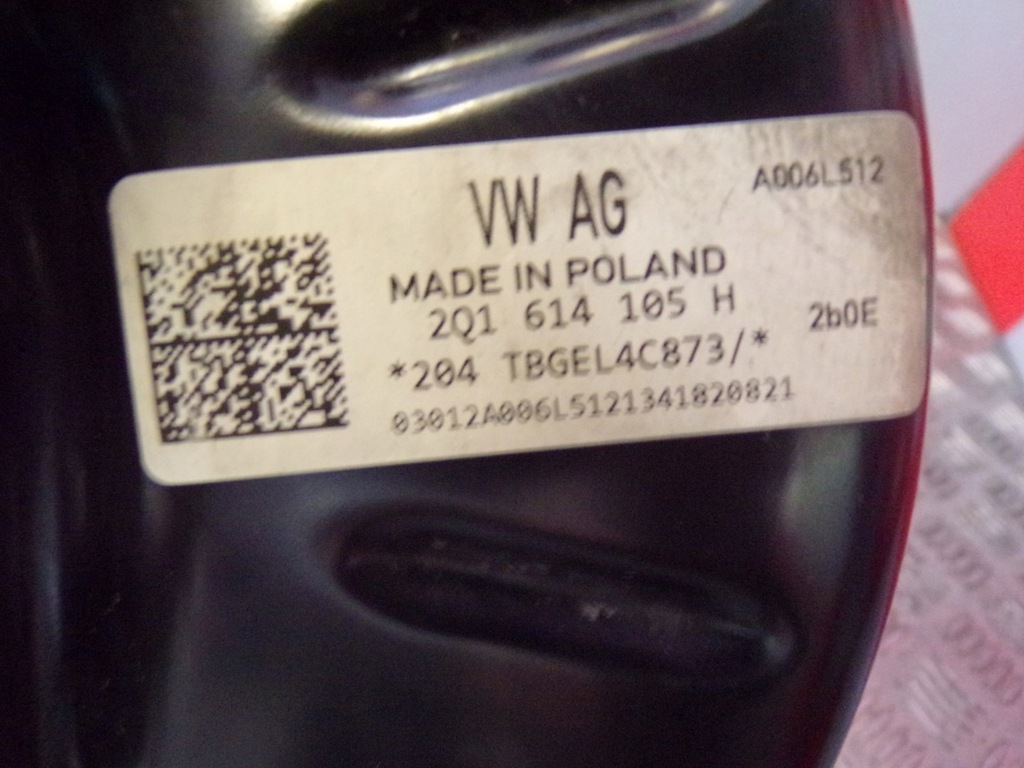 VW AG
A006L512
MADE IN POLAND
2Q1 614 105 H
2b0E
*204 TBGEL4C873/*
03012A006L5121341820821